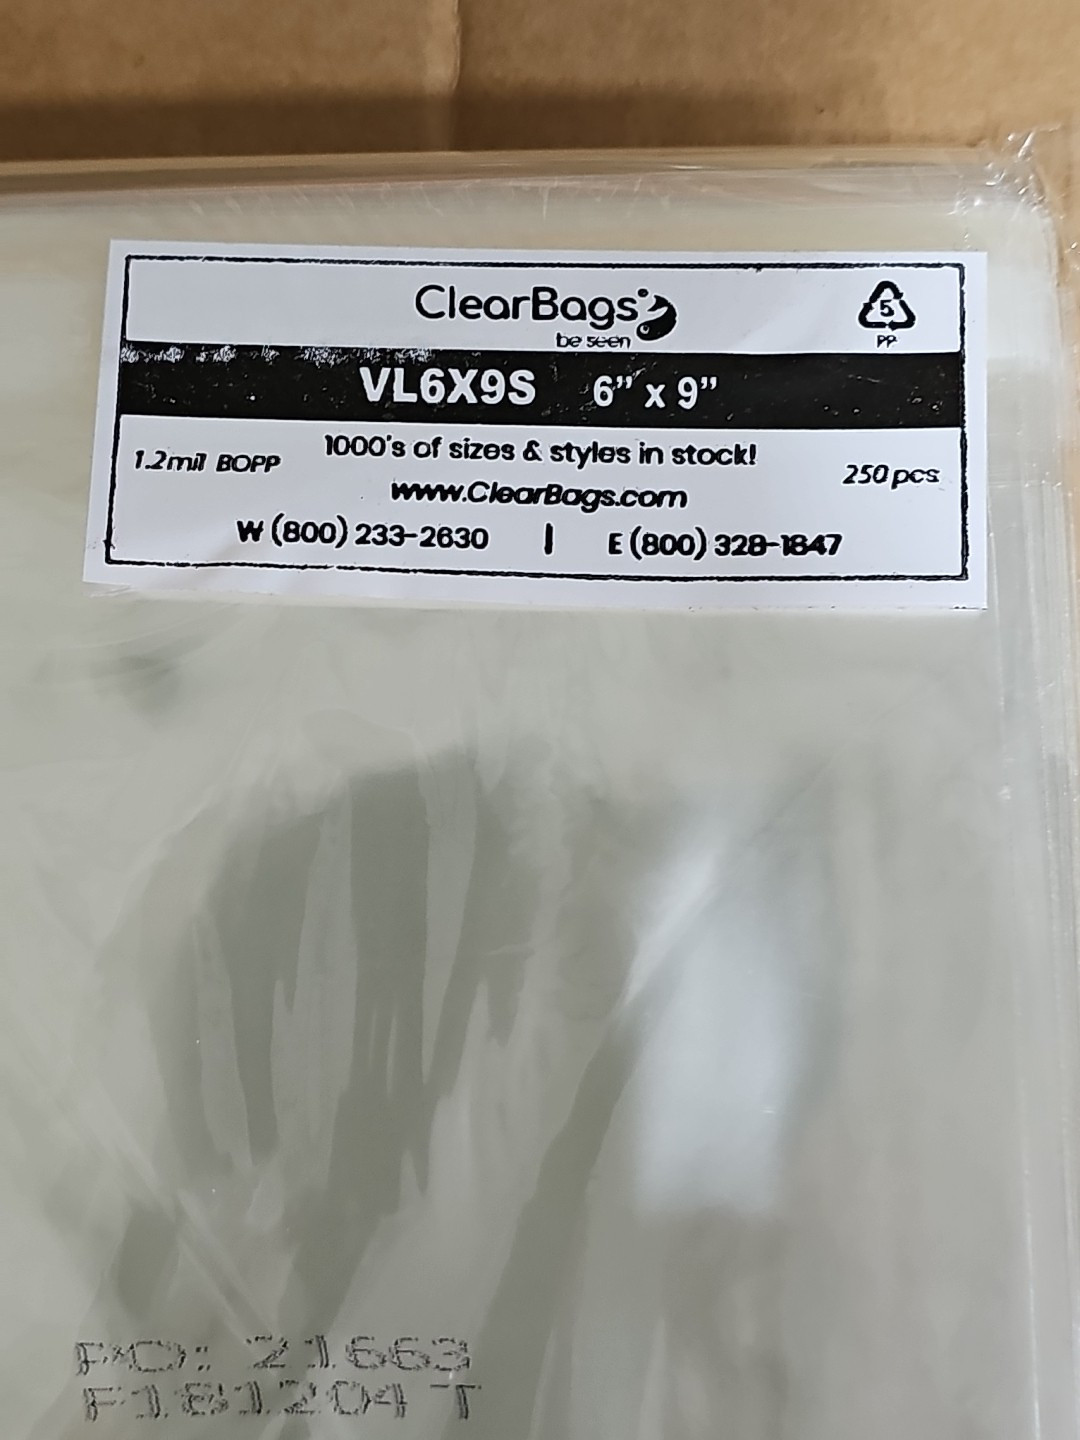 ClearBags
be seen
5
PP
VL6X9S 6" x 9"
1000's of sizes & styles in stock!
1.2mil BOPP
250 pcs
www.ClearBags.com
W (800) 233-2630 | E (800) 328-1847
PO: 21663
F181204 T